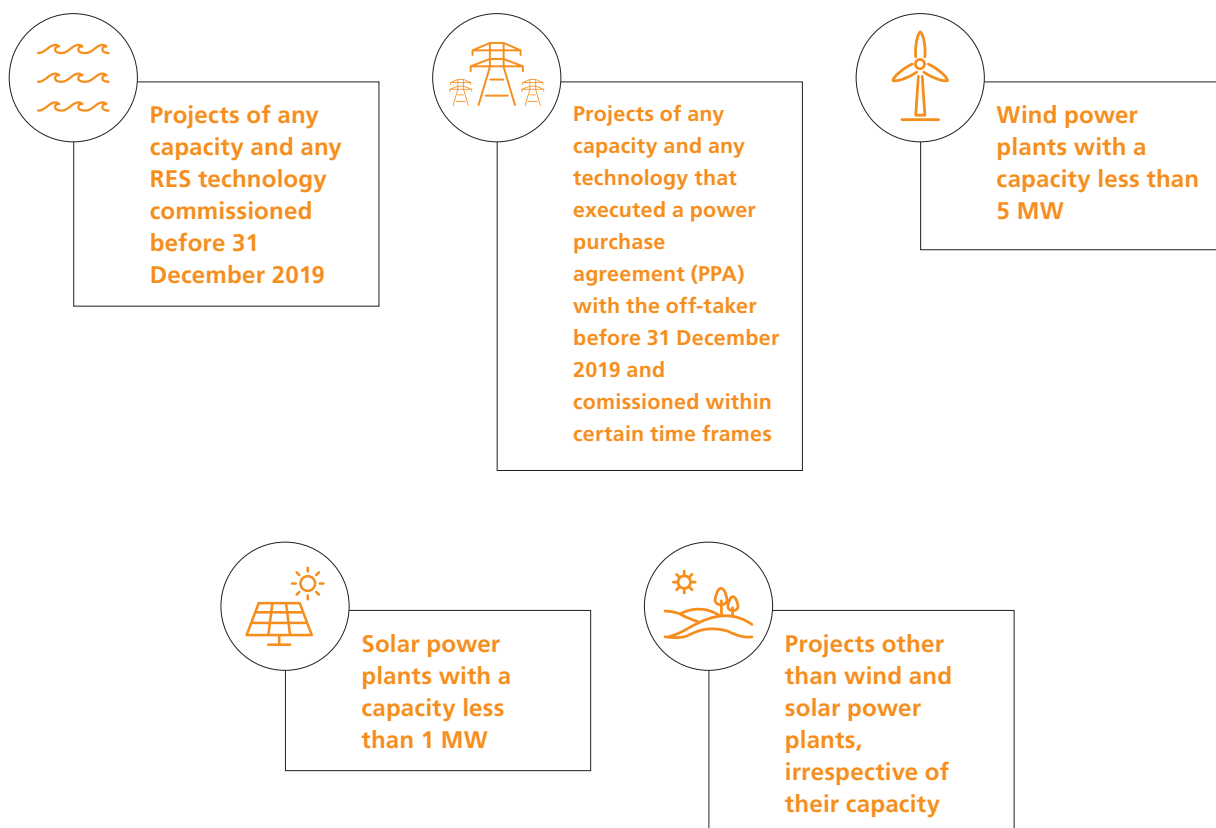 Projects of any
capacity and any
RES technology
commissioned
before 31
December 2019
Projects of any
capacity and any
technology that
executed a power
purchase
agreement (PPA)
with the off-taker
before 31 December
2019 and
comissioned within
certain time frames
Wind power
plants with a
capacity less than
5 MW
Solar power
plants with a
capacity less
than 1 MW
Projects other
than wind and
solar power
plants,
irrespective of
their capacity